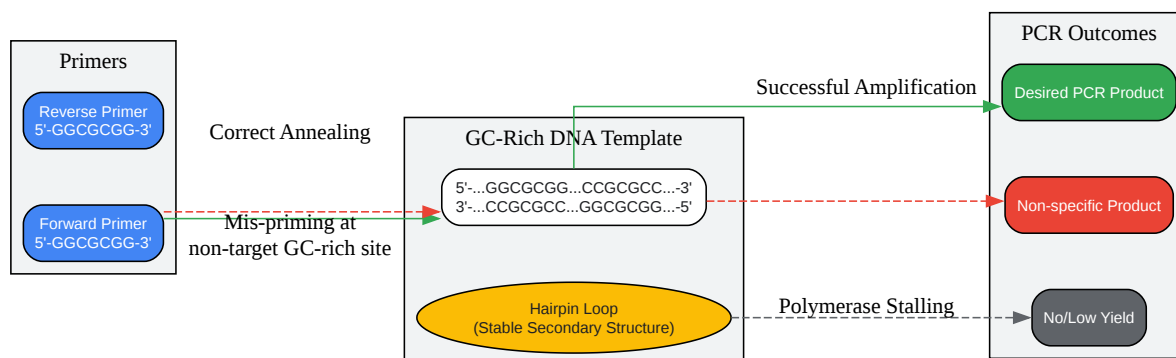 Primers
Reverse Primer
5'-GGCGCGG-3'
Forward Primer
5'-GGCGCGG-3'
Correct Annealing
Mis-priming at
non-target GC-rich site
GC-Rich DNA Template
5'-...GGCGCGG...CCGCGCC...-3'
3'-...CCGCGCC...GGCGCGG...-5'
Hairpin Loop
(Stable Secondary Structure)
Successful Amplification
Polymerase Stalling
PCR Outcomes
Desired PCR Product
Non-specific Product
No/Low Yield